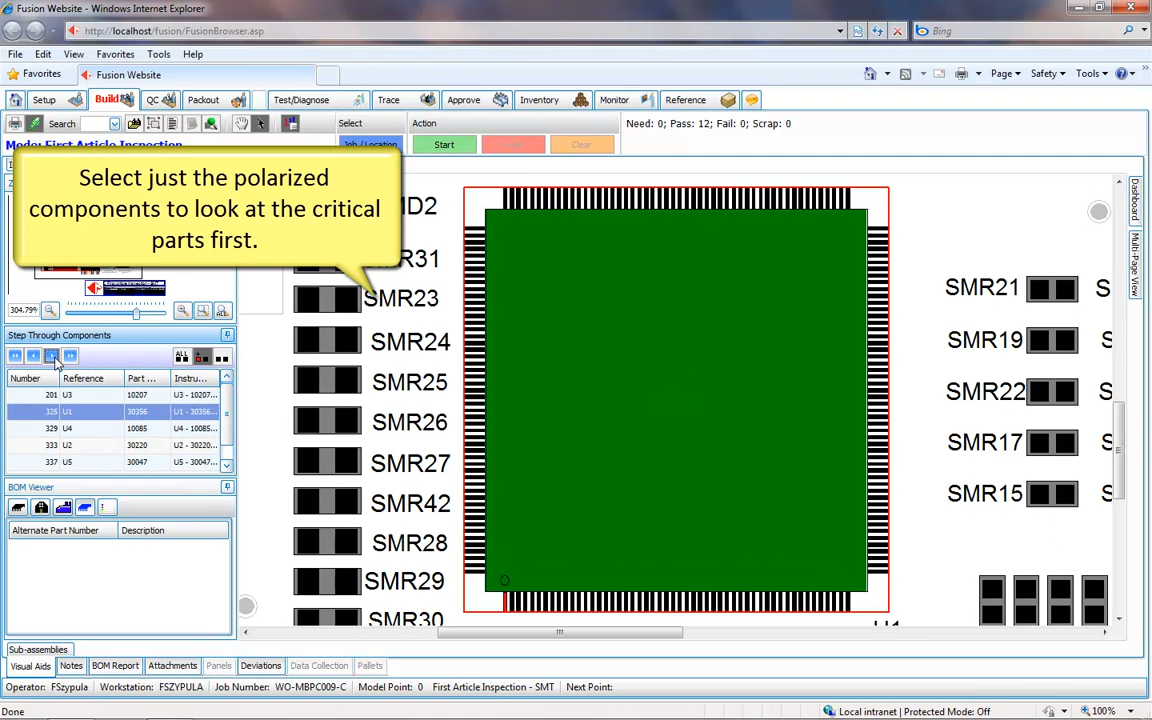 Fusion Website - Windows Internet Explorer
http://localhost/fusion/FusionBrowser.asp
Bing
File Edit View Favorites Tools Help
Favorites Fusion Website
Page Safety Tools
Setup Build QC Packout Test/Diagnose Trace Approve Inventory Monitor Reference
Search Select Action Need: 0; Pass: 12; Fail: 0; Scrap: 0
Mode: First Article Inspection Job / Location Start Clear
Select just the polarized
components to look at the critical
parts first.
MD2
R31
SMR23
SMR24
SMR25
SMR26
SMR27
SMR42
SMR28
SMR29
SMR30
SMR21 S
SMR19
SMR22 S
SMR17
SMR15 S
U1
Dashboard
Multi-Page View
304.79%
ALL
Step Through Components
ALL
Number Reference Part ... Instru...
201 U3 10207 U3 - 10207...
325 U1 30356 U1 - 30356...
329 U4 10085 U4 - 10085...
333 U2 30220 U2 - 30220...
337 U5 30047 U5 - 30047...
BOM Viewer
Alternate Part Number Description
Sub-assemblies
Visual Aids Notes BOM Report Attachments Panels Deviations Data Collection Pallets
Operator: FSzypula Workstation: FSZYPULA Job Number: WO-MBPC009-C Model Point: 0 First Article Inspection - SMT Next Point:
Done Local intranet | Protected Mode: Off 100%